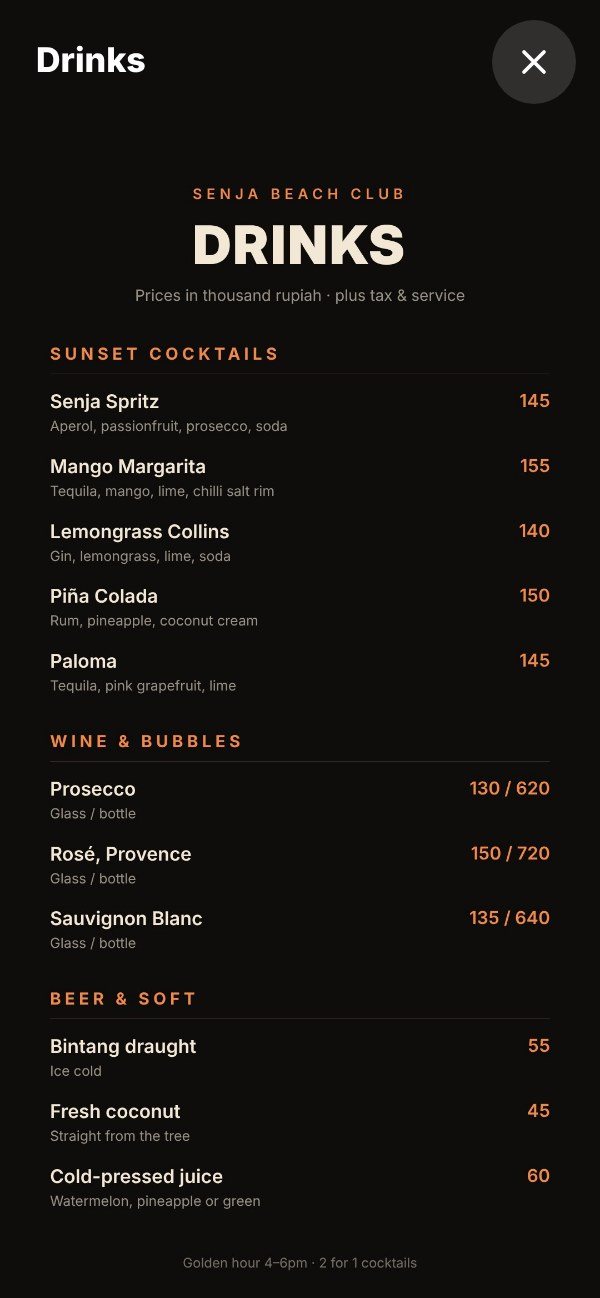 Drinks
SENJA BEACH CLUB
DRINKS
Prices in thousand rupiah · plus tax & service
SUNSET COCKTAILS
Senja Spritz 145
Aperol, passionfruit, prosecco, soda
Mango Margarita 155
Tequila, mango, lime, chilli salt rim
Lemongrass Collins 140
Gin, lemongrass, lime, soda
Piña Colada 150
Rum, pineapple, coconut cream
Paloma 145
Tequila, pink grapefruit, lime
WINE & BUBBLES
Prosecco 130 / 620
Glass / bottle
Rosé, Provence 150 / 720
Glass / bottle
Sauvignon Blanc 135 / 640
Glass / bottle
BEER & SOFT
Bintang draught 55
Ice cold
Fresh coconut 45
Straight from the tree
Cold-pressed juice 60
Watermelon, pineapple or green
Golden hour 4–6pm · 2 for 1 cocktails